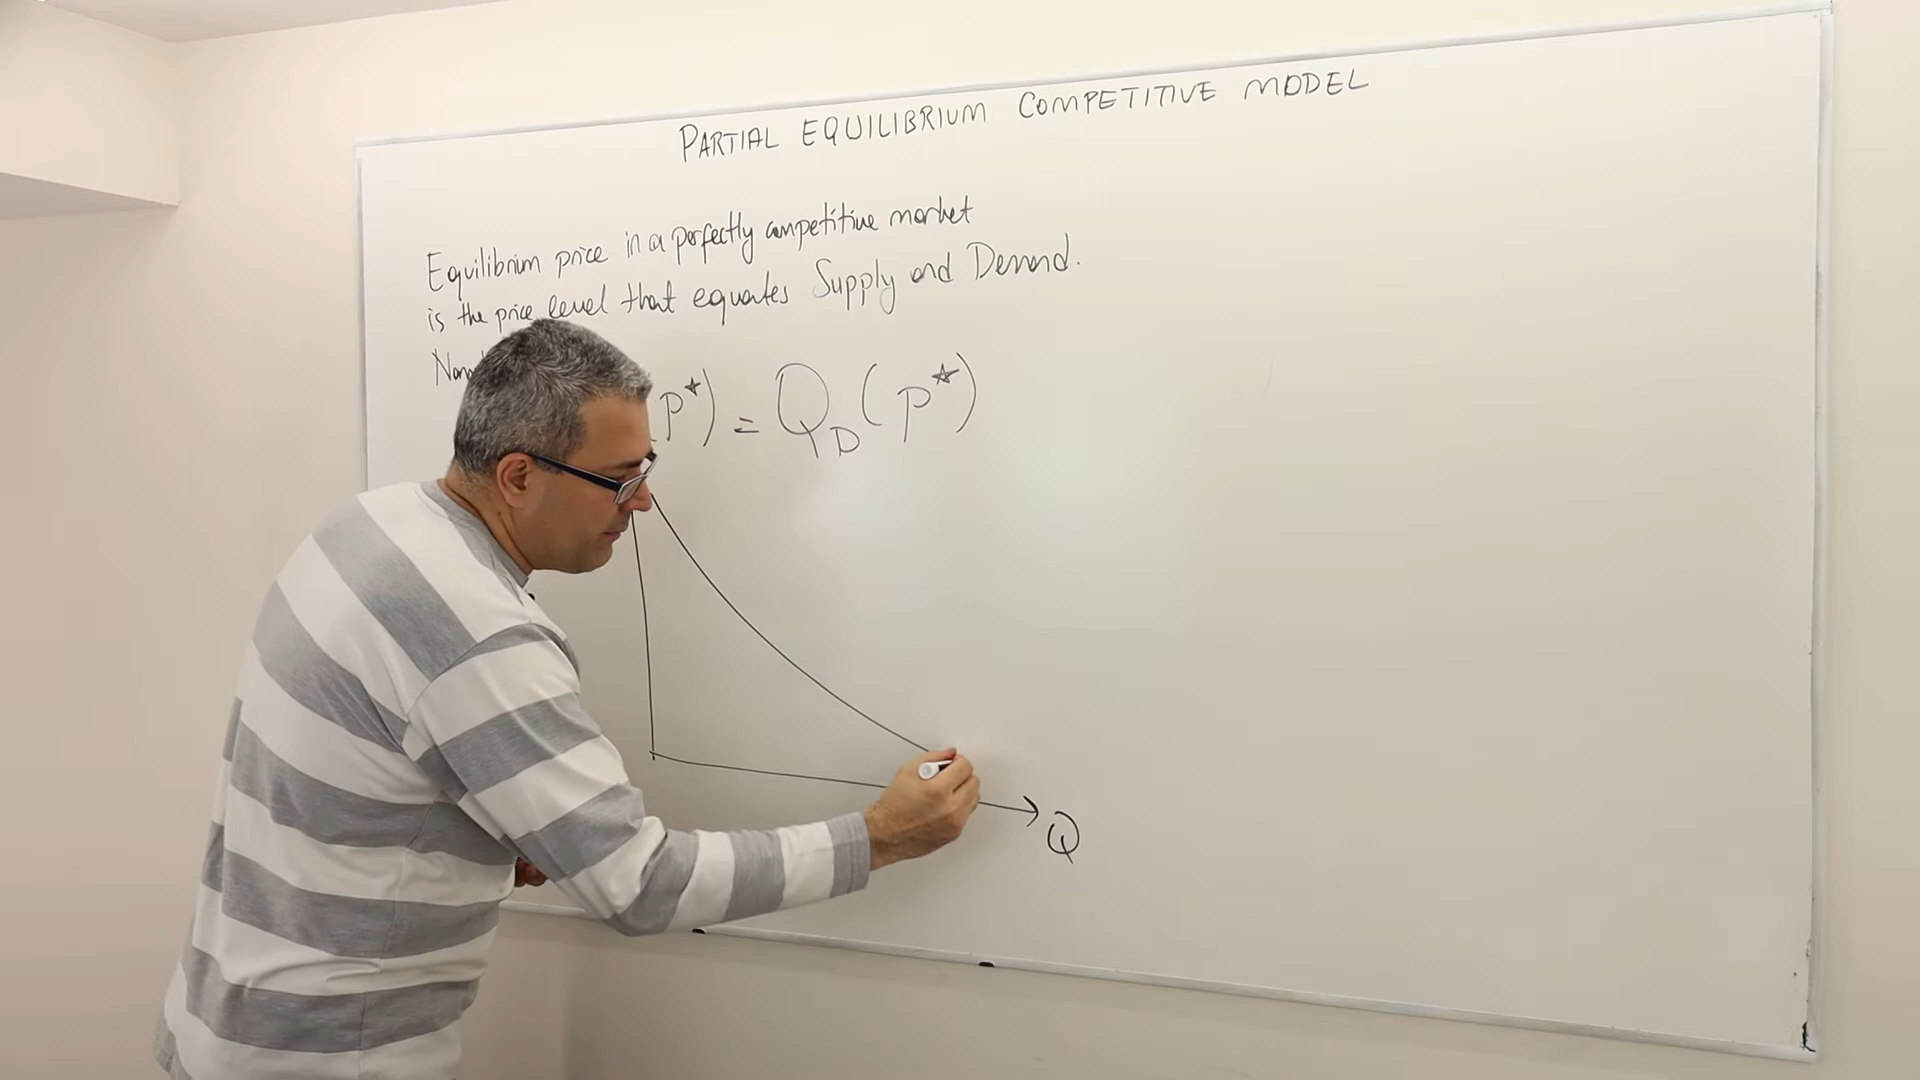 PARTIAL EQUILIBRIUM COMPETITIVE MODEL
Equilibrium price in a perfectly competitive market
is the price level that equates Supply and Demand.
(P*) = Q_D (P*)
Q